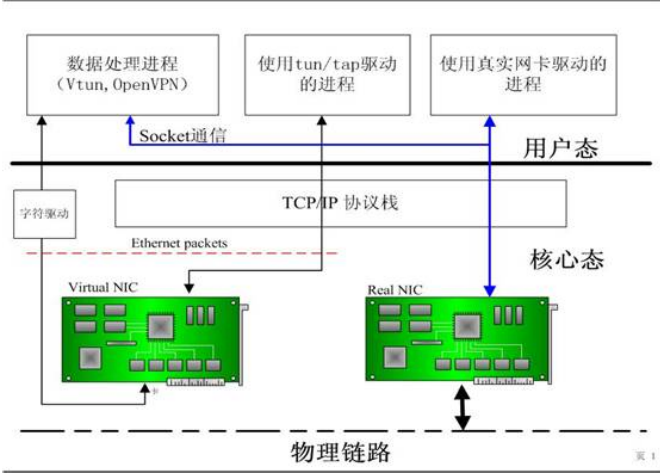 数据处理进程
（Vtun,OpenVPN）
使用tun/tap驱动
的进程
使用真实网卡驱动的
进程
Socket通信
用户态
TCP/IP 协议栈
字符驱动
Ethernet packets
核心态
Virtual NIC
Real NIC
卡
物理链路
页 1